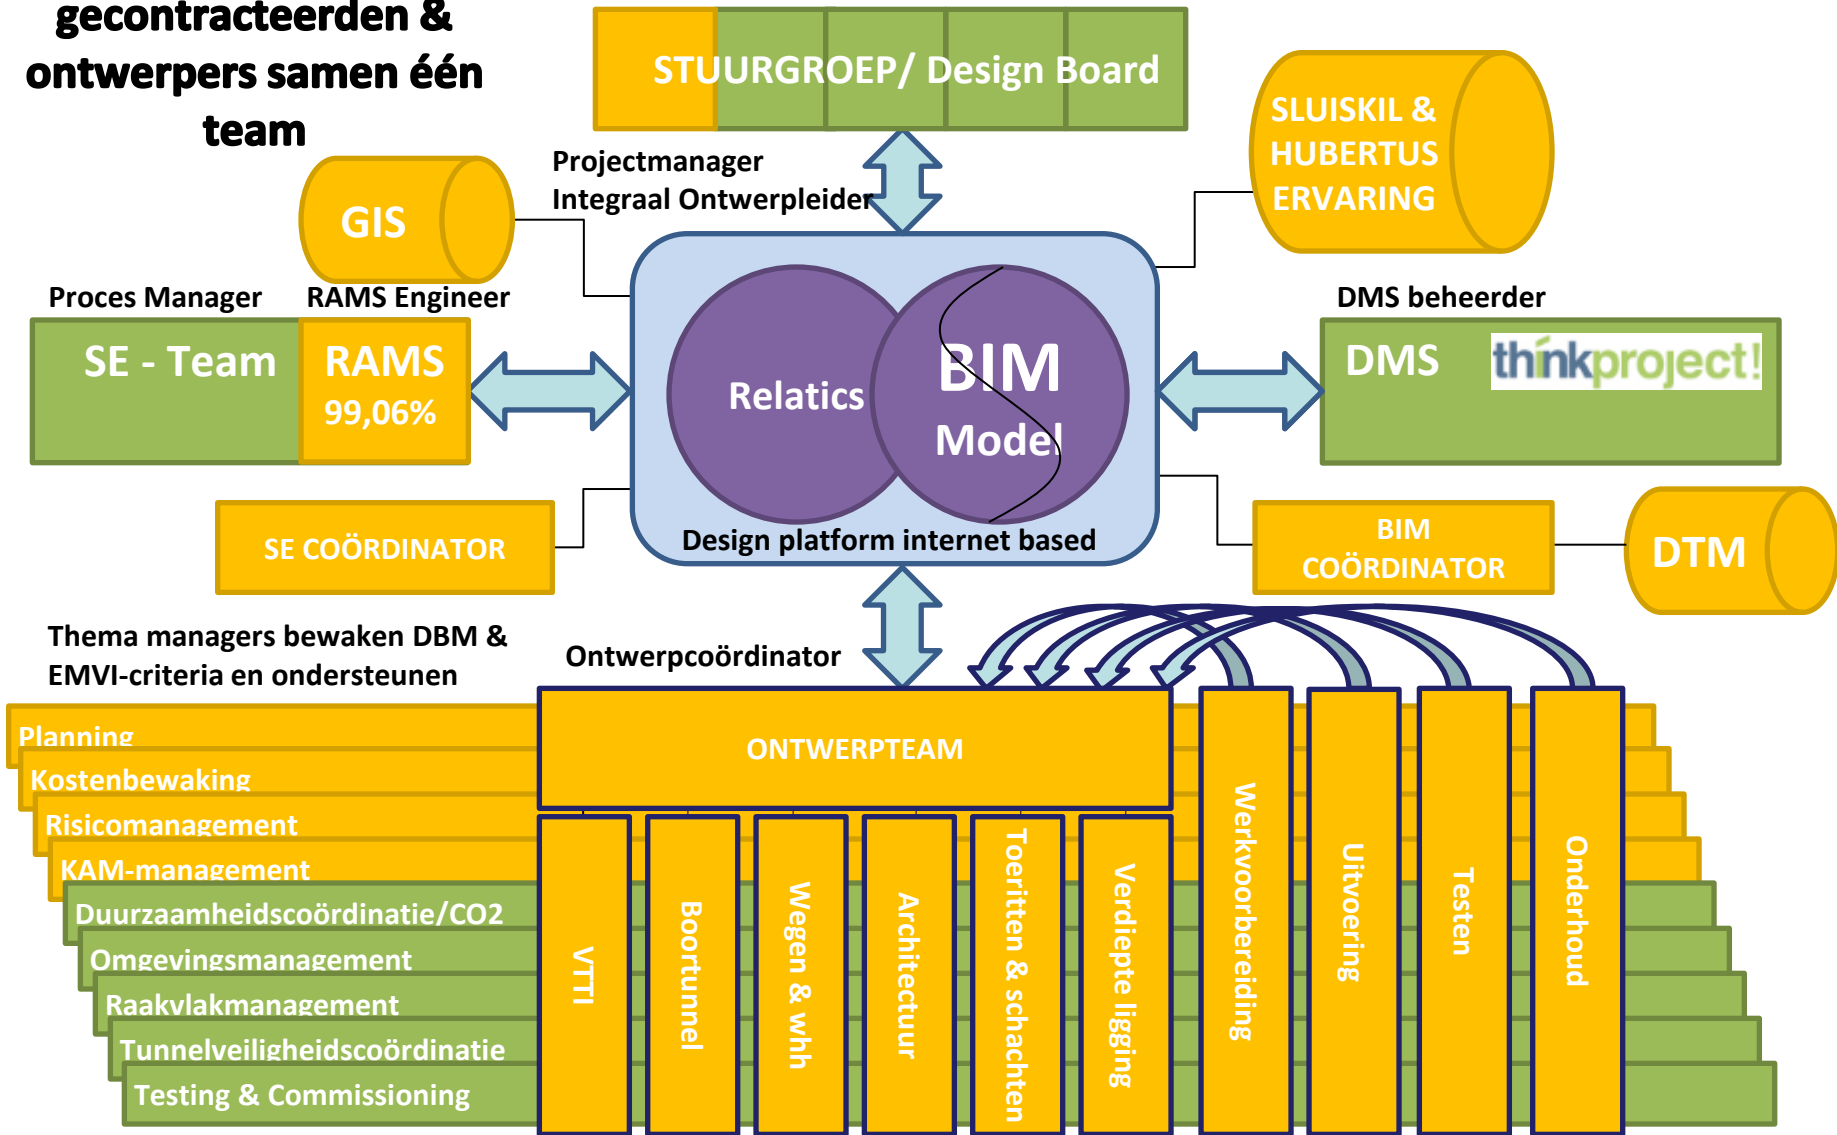 gecontracteerden &
ontwerpers samen één
team
STUURGROEP/ Design Board
SLUISKIL &
HUBERTUS
ERVARING
Projectmanager
Integraal Ontwerpleider
GIS
Proces Manager
RAMS Engineer
DMS beheerder
SE - Team
RAMS
99,06%
Relatics
BIM
Model
DMS
thinkproject!
Design platform internet based
SE COÖRDINATOR
BIM
COÖRDINATOR
DTM
Thema managers bewaken DBM &
EMVI-criteria en ondersteunen
Ontwerpcoördinator
ONTWERPTEAM
Planning
Kostenbewaking
Risicomanagement
KAM-management
Duurzaamheidscoördinatie/CO2
Omgevingsmanagement
Raakvlakmanagement
Tunnelveiligheidscoördinatie
Testing & Commissioning
VTTI
Boortunnel
Wegen & whh
Architectuur
Toeritten & schachten
Verdiepte ligging
Werkvoorbereiding
Uitvoering
Testen
Onderhoud